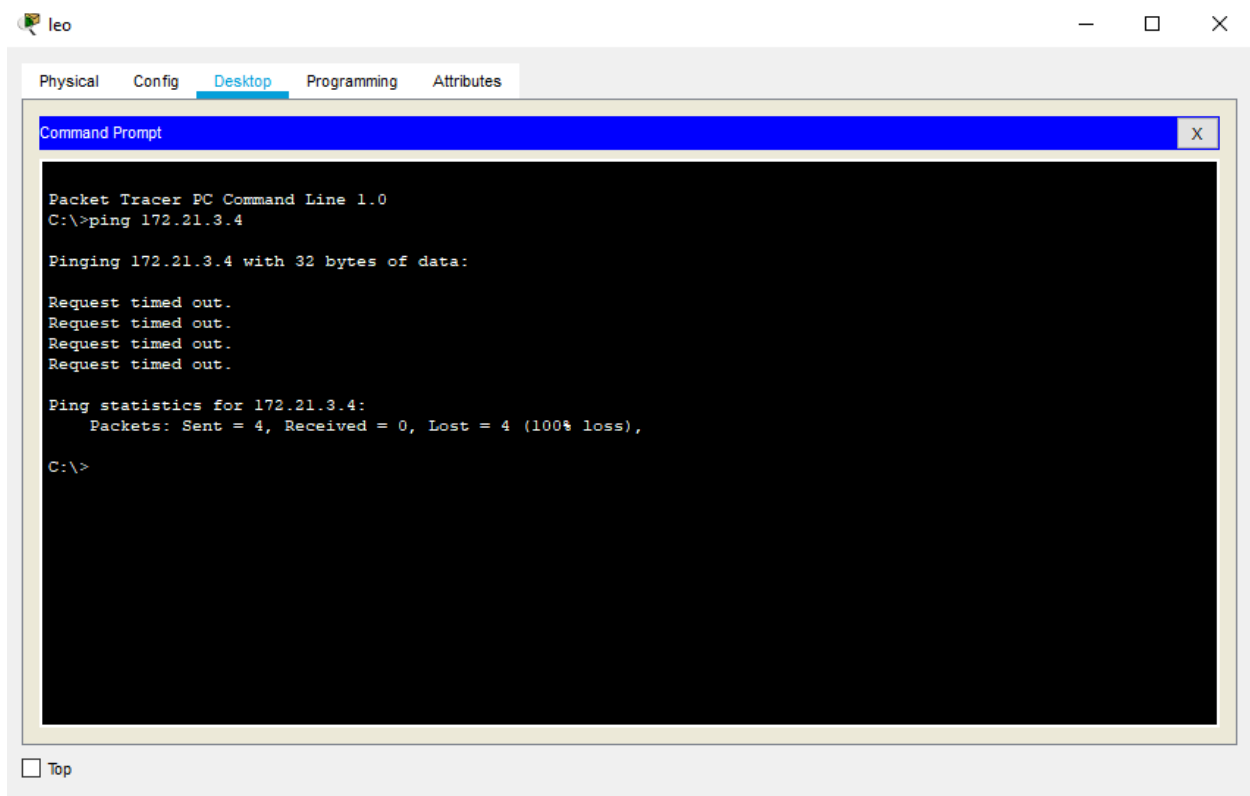 leo
Physical Config Desktop Programming Attributes
Command Prompt
X
Packet Tracer PC Command Line 1.0
C:\>ping 172.21.3.4
Pinging 172.21.3.4 with 32 bytes of data:
Request timed out.
Request timed out.
Request timed out.
Request timed out.
Ping statistics for 172.21.3.4:
Packets: Sent = 4, Received = 0, Lost = 4 (100% loss),
C:\>
Top